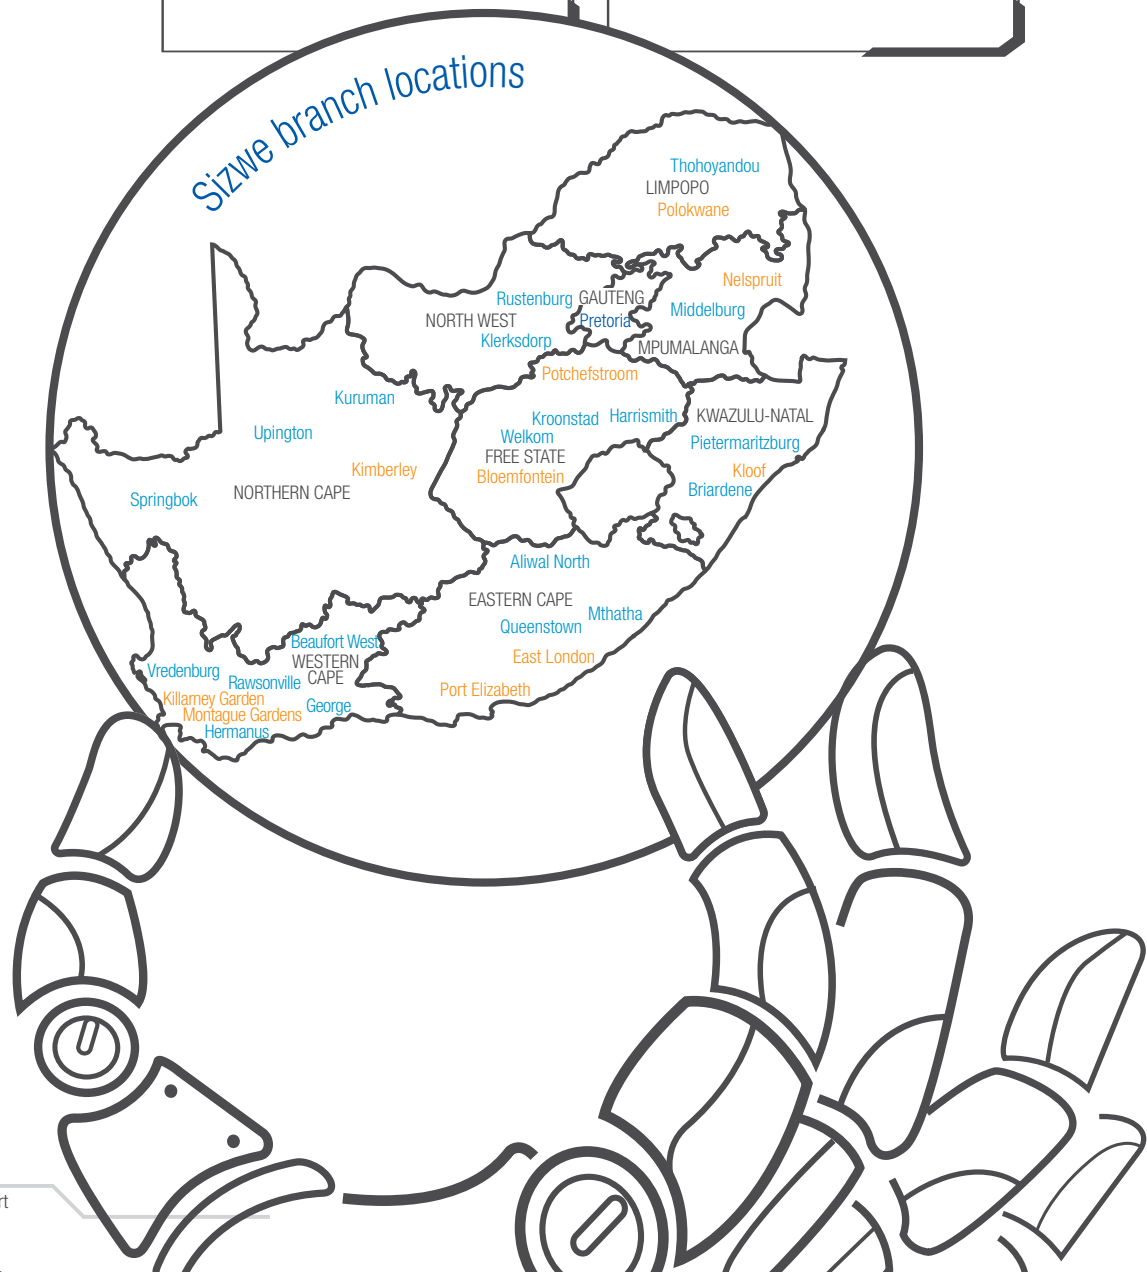 Sizwe branch locations
Thohoyandou
LIMPOPO
Polokwane
Nelspruit
Rustenburg
GAUTENG
Middelburg
NORTH WEST
Pretoria
Klerksdorp
MPUMALANGA
Potchefstroom
Kuruman
Kroonstad
Harrismith
KWAZULU-NATAL
Upington
Welkom
Pietermaritzburg
FREE STATE
Kimberley
Bloemfontein
Kloof
Springbok
NORTHERN CAPE
Briardene
Aliwal North
EASTERN CAPE
Mthatha
Queenstown
Beaufort West
East London
WESTERN
CAPE
Vredenburg
Rawsonville
Port Elizabeth
Killarney Garden
George
Montague Gardens
Hermanus